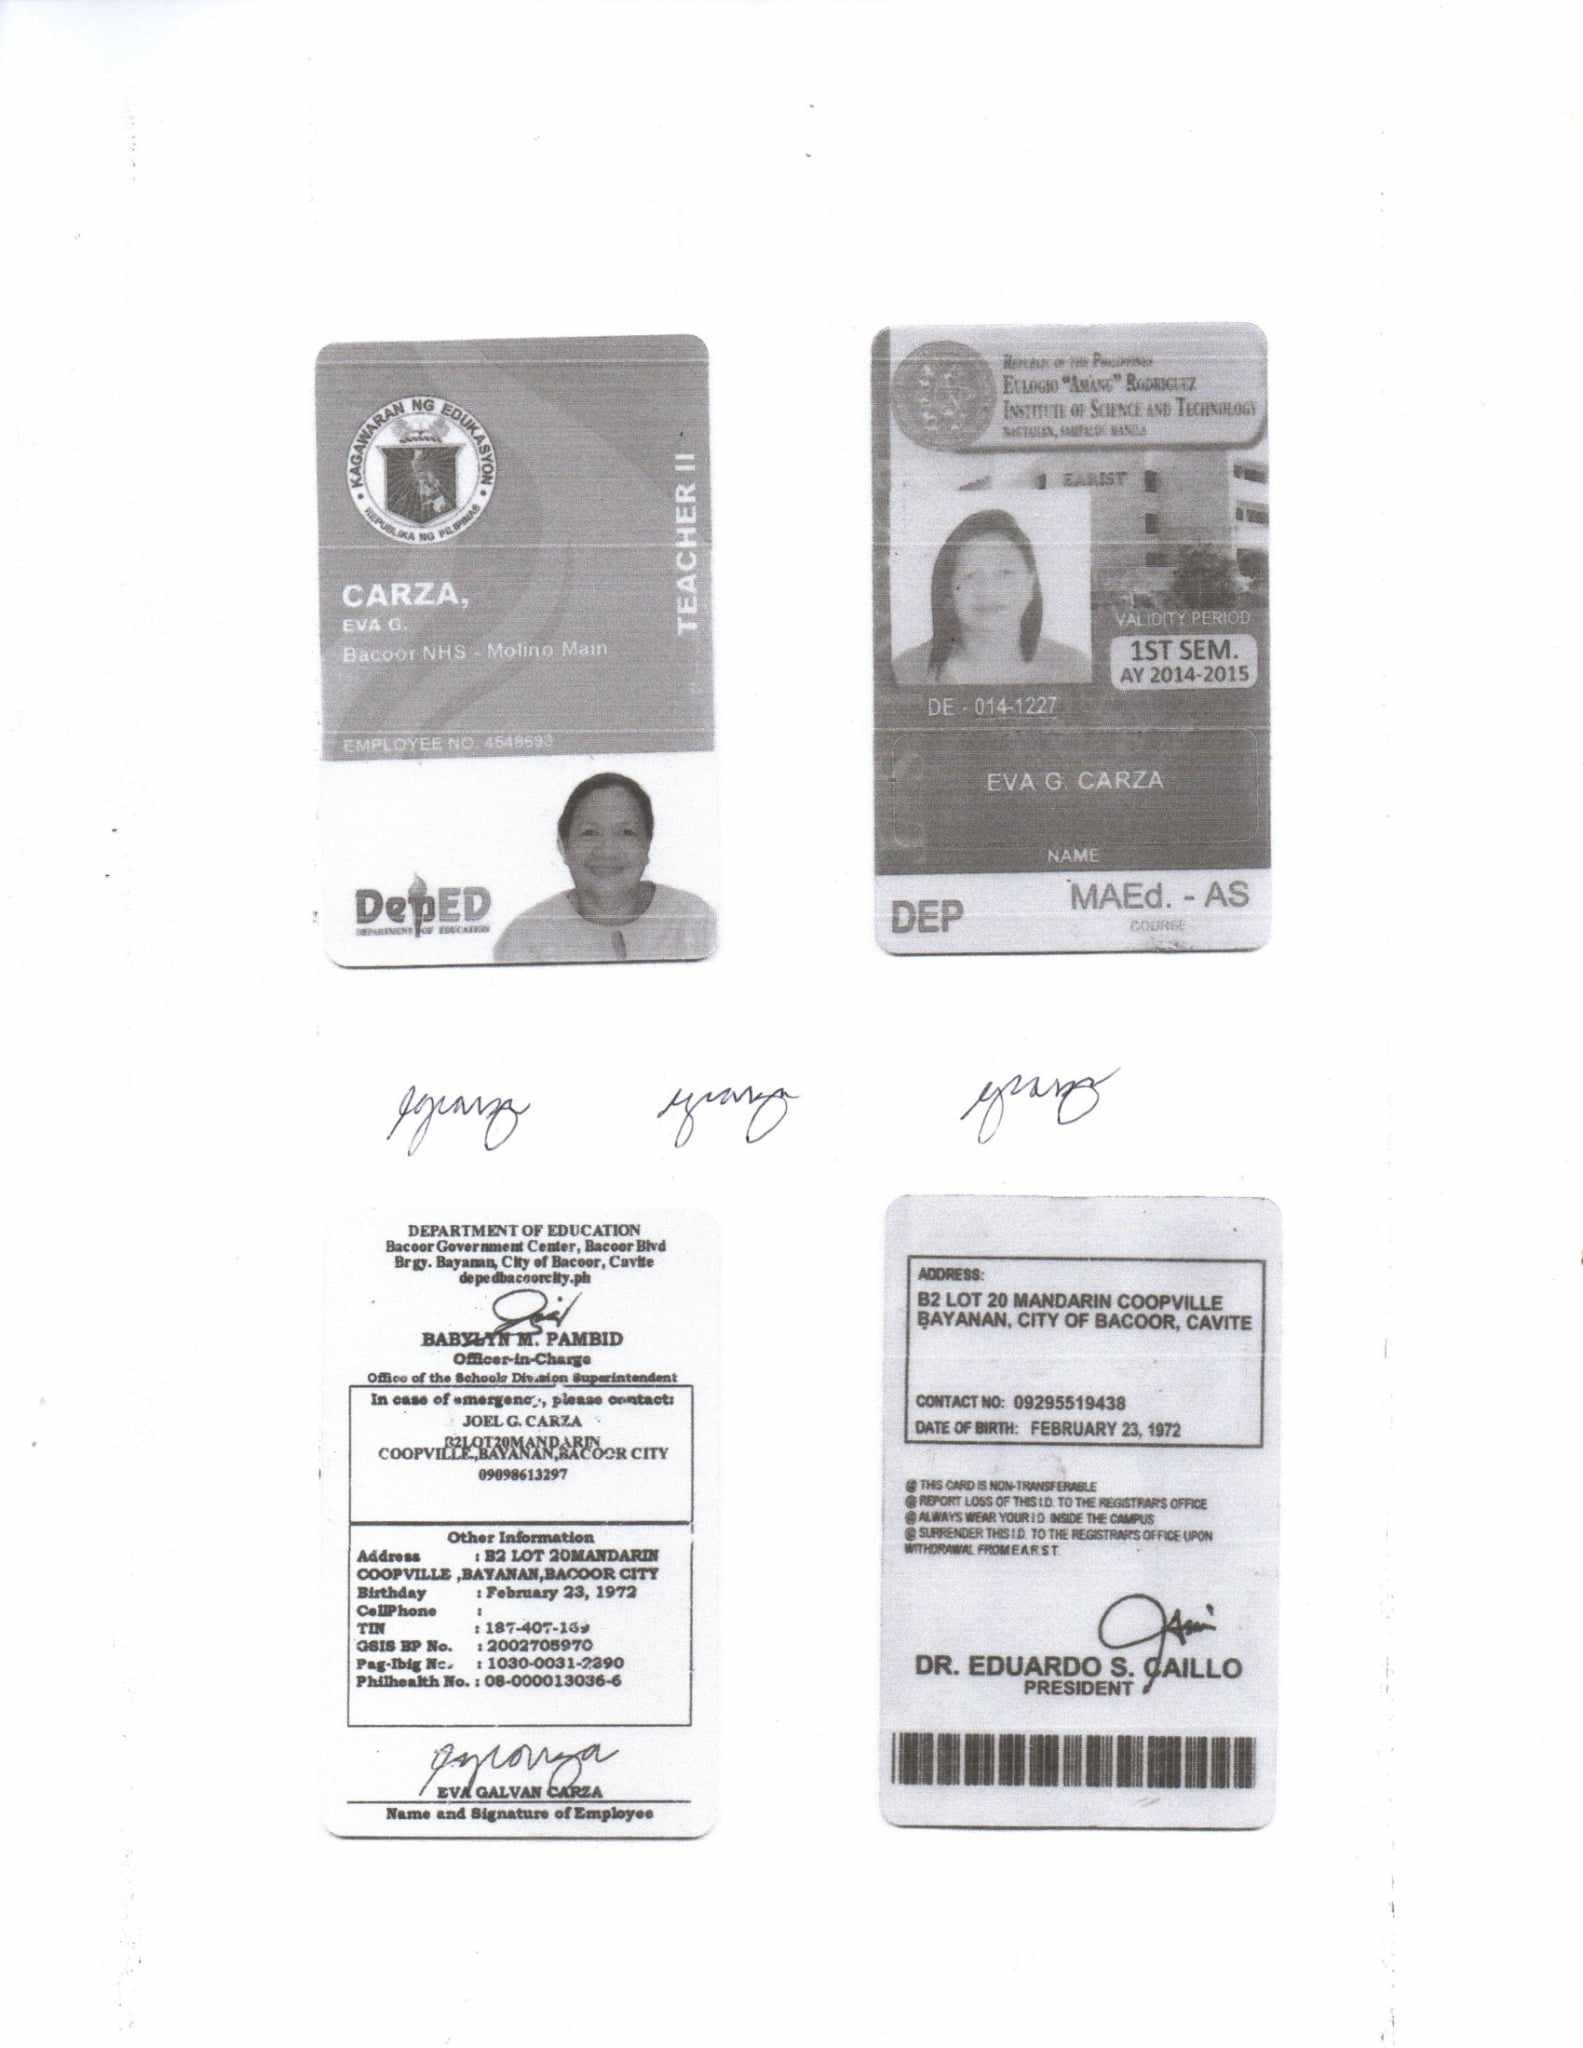 KAGAWARAN NG EDUKASYON
REPUBLIKA NG PILIPINAS
TEACHER II
CARZA,
EVA G.
Bacoor NHS - Molino Main
EMPLOYEE NO. 4548693
DepED
DEPARTMENT OF EDUCATION
REPUBLIC OF THE PHILIPPINES
EULOGIO "AMANG" RODRIGUEZ
INSTITUTE OF SCIENCE AND TECHNOLOGY
NAGTAHAN, SAMPALOC MANILA
EARIST
VALIDITY PERIOD
1ST SEM.
AY 2014-2015
DE - 014-1227
EVA G. CARZA
NAME
DEP
MAEd. - AS
COURSE
DEPARTMENT OF EDUCATION
Bacoor Government Center, Bacoor Blvd
Brgy. Bayanan, City of Bacoor, Cavite
depedbacoorcity.ph
BABYLYN M. PAMBID
Officer-in-Charge
Office of the Schools Division Superintendent
In case of emergency, please contact:
JOEL G. CARZA
B2LOT20MANDARIN
COOPVILLE,BAYANAN,BACOOR CITY
09098613297
Other Information
Address : B2 LOT 20MANDARIN
COOPVILLE ,BAYANAN,BACOOR CITY
Birthday : February 23, 1972
CellPhone :
TIN : 187-407-169
GSIS BP No. : 2002705970
Pag-Ibig No. : 1030-0031-2390
Philhealth No. : 08-000013036-6
EVA GALVAN CARZA
Name and Signature of Employee
ADDRESS:
B2 LOT 20 MANDARIN COOPVILLE
BAYANAN, CITY OF BACOOR, CAVITE
CONTACT NO: 09295519438
DATE OF BIRTH: FEBRUARY 23, 1972
@ THIS CARD IS NON-TRANSFERABLE
@ REPORT LOSS OF THIS I.D. TO THE REGISTRAR'S OFFICE
@ ALWAYS WEAR YOUR I.D. INSIDE THE CAMPUS
@ SURRENDER THIS I.D. TO THE REGISTRAR'S OFFICE UPON
WITHDRAWAL FROM E.A.R.S.T.
DR. EDUARDO S. CAILLO
PRESIDENT